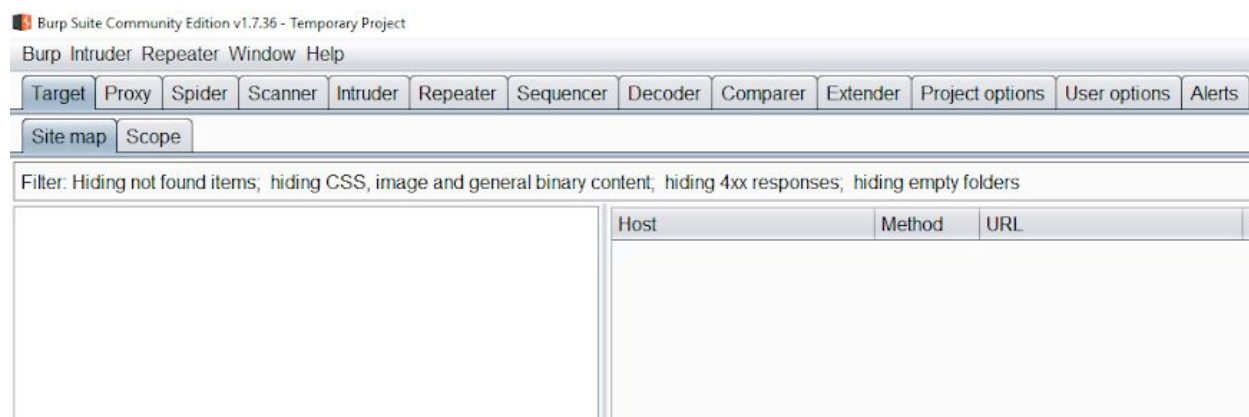 Burp Suite Community Edition v1.7.36 - Temporary Project
Burp Intruder Repeater Window Help
Target Proxy Spider Scanner Intruder Repeater Sequencer Decoder Comparer Extender Project options User options Alerts
Site map Scope
Filter: Hiding not found items; hiding CSS, image and general binary content; hiding 4xx responses; hiding empty folders
Host Method URL